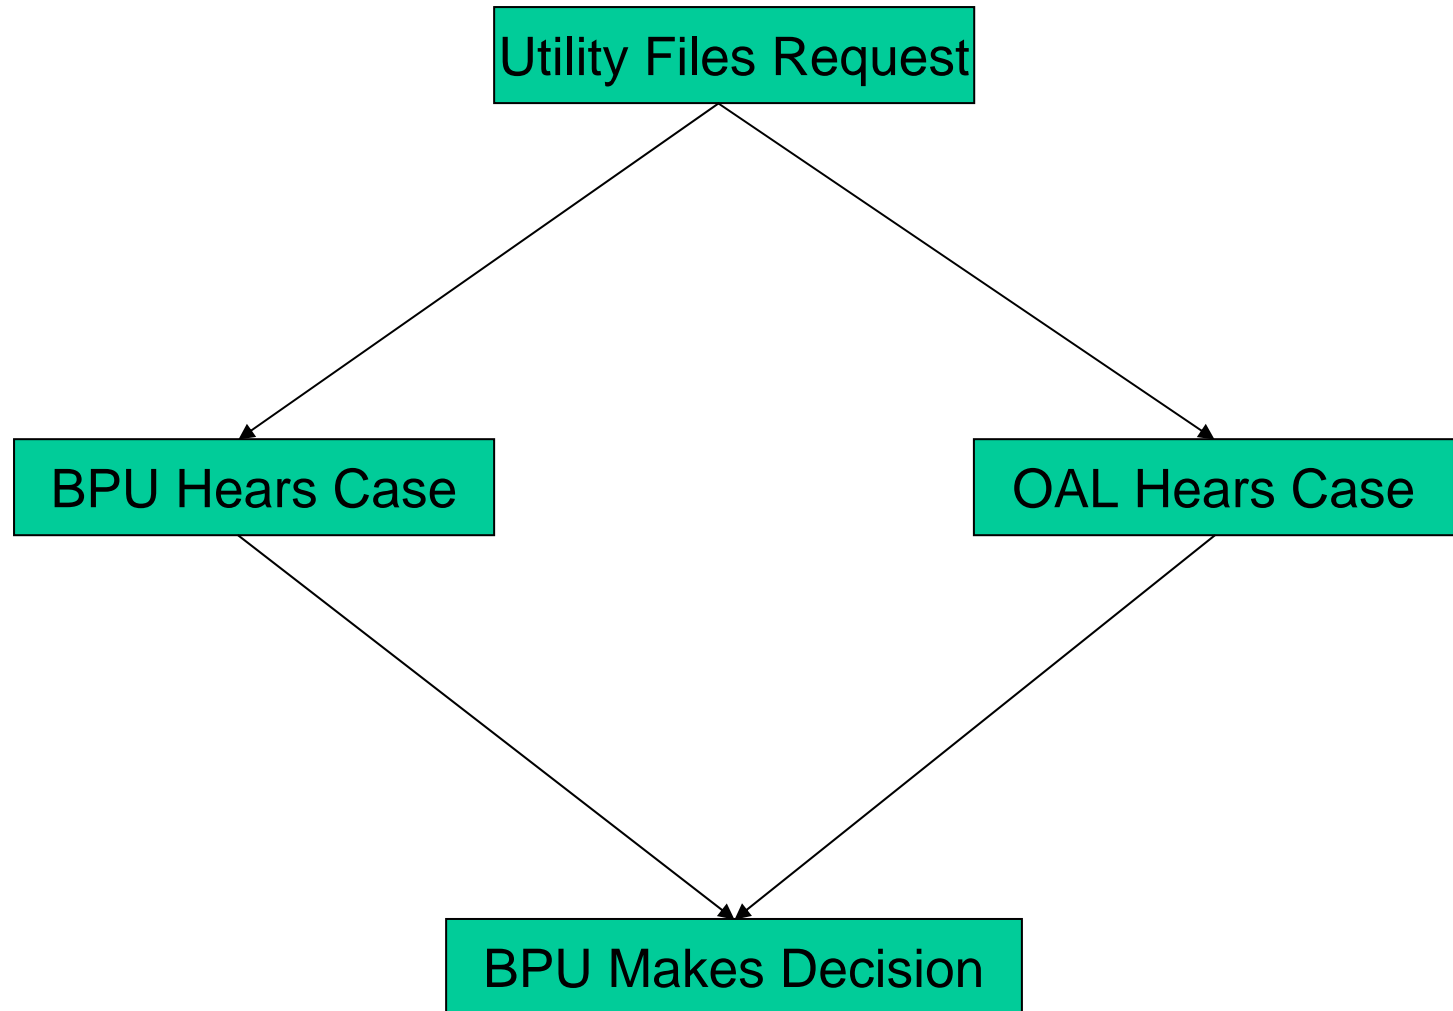 Utility Files Request
BPU Hears Case
OAL Hears Case
BPU Makes Decision